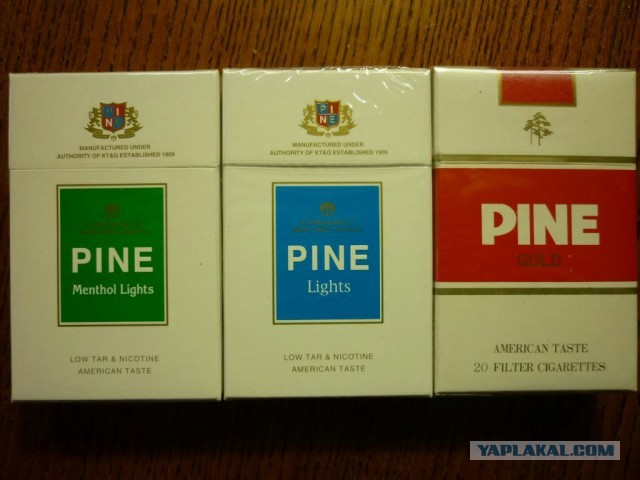 PINE
MANUFACTURED UNDER
AUTHORITY OF KT&G ESTABLISHED 1909
PINE
Menthol Lights
LOW TAR & NICOTINE
AMERICAN TASTE
PINE
MANUFACTURED UNDER
AUTHORITY OF KT&G ESTABLISHED 1909
PINE
Lights
LOW TAR & NICOTINE
AMERICAN TASTE
PINE
GOLD
AMERICAN TASTE
20 FILTER CIGARETTES
YAPLAKAL.COM